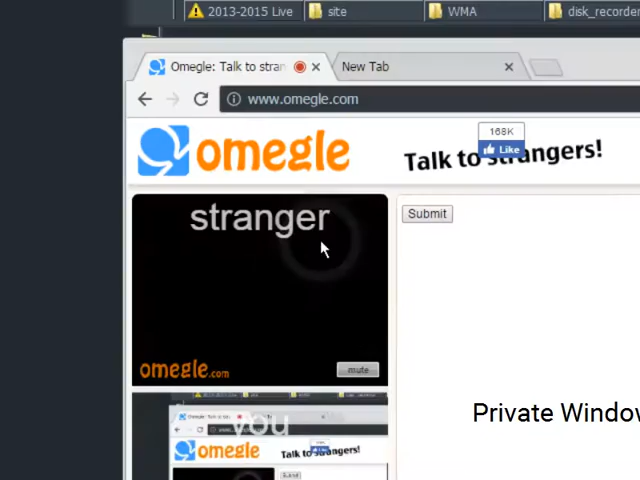 2013-2015 Live
site
WMA
disk_recorder
Omegle: Talk to stran
New Tab
www.omegle.com
168K
Like
omegle
Talk to strangers!
stranger
Submit
omegle.com
mute
Private Window
you
omegle
Talk to strangers!